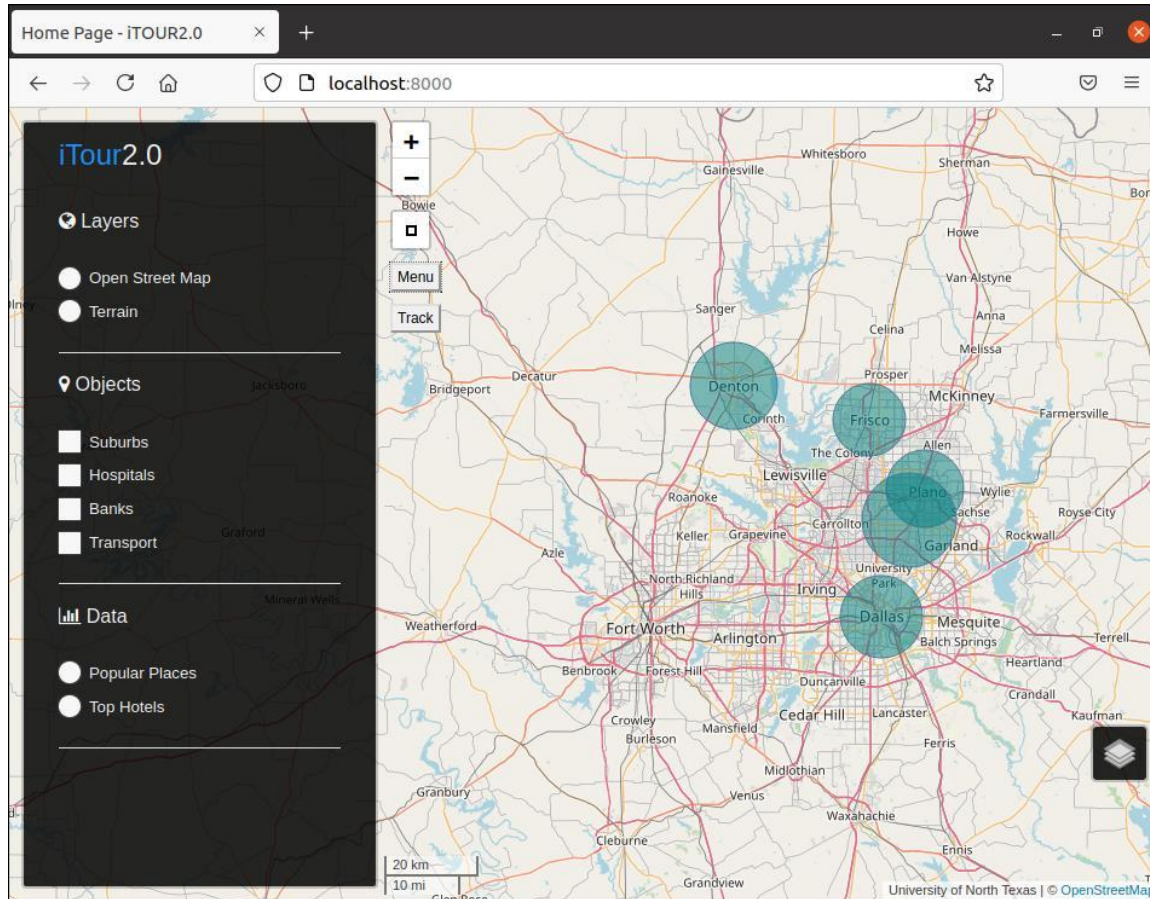 Home Page - iTOUR2.0
localhost:8000
iTour2.0
Layers
Open Street Map
Terrain
Objects
Suburbs
Hospitals
Banks
Transport
Data
Popular Places
Top Hotels
+
−
Menu
Track
Whitesboro
Sherman
Gainesville
Bowie
Howe
Van Alstyne
Sanger
Anna
Celina
Melissa
Jacksboro
Decatur
Bridgeport
Denton
Prosper
McKinney
Corinth
Frisco
Farmersville
The Colony
Allen
Lewisville
Roanoke
Plano
Wylie
Sachse
Royse City
Graford
Carrollton
Keller
Grapevine
Garland
Rockwall
Azle
University
Park
North Richland
Hills
Irving
Mineral Wells
Weatherford
Fort Worth
Arlington
Dallas
Mesquite
Balch Springs
Terrell
Benbrook
Forest Hill
Duncanville
Heartland
Crandall
Crowley
Burleson
Mansfield
Cedar Hill
Lancaster
Kaufman
Ferris
Midlothian
Granbury
Venus
Waxahachie
Cleburne
Ennis
20 km
10 mi
Grandview
Glen Rose
University of North Texas | © OpenStreetMap